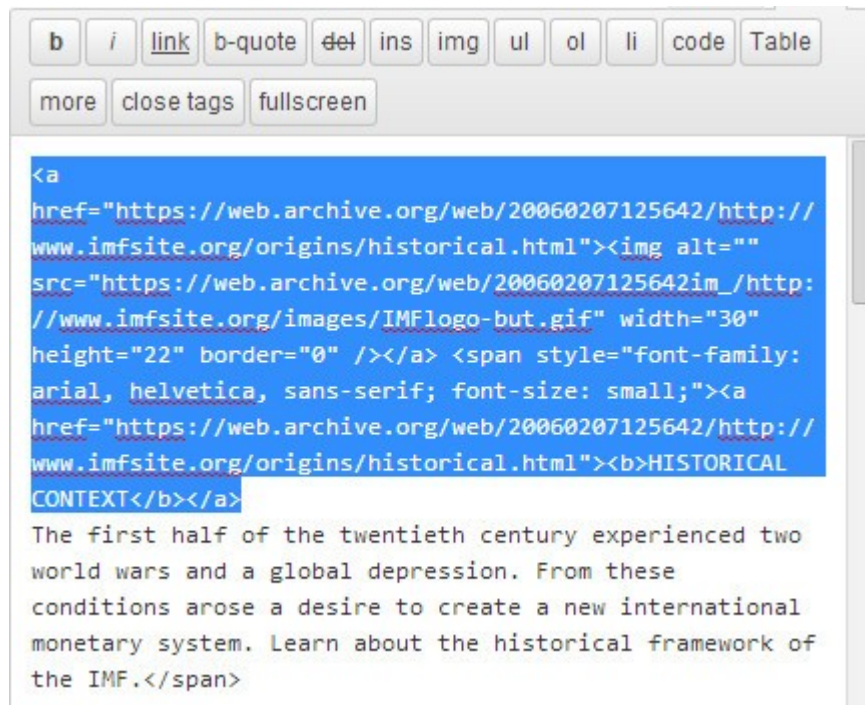 b i link b-quote del ins img ul ol li code Table
more close tags fullscreen
<a
href="https://web.archive.org/web/20060207125642/http://
www.imfsite.org/origins/historical.html"><img alt=""
src="https://web.archive.org/web/20060207125642im_/http:
//www.imfsite.org/images/IMFlogo-but.gif" width="30"
height="22" border="0" /></a> <span style="font-family:
arial, helvetica, sans-serif; font-size: small;"><a
href="https://web.archive.org/web/20060207125642/http://
www.imfsite.org/origins/historical.html"><b>HISTORICAL
CONTEXT</b></a>
The first half of the twentieth century experienced two
world wars and a global depression. From these
conditions arose a desire to create a new international
monetary system. Learn about the historical framework of
the IMF.</span>